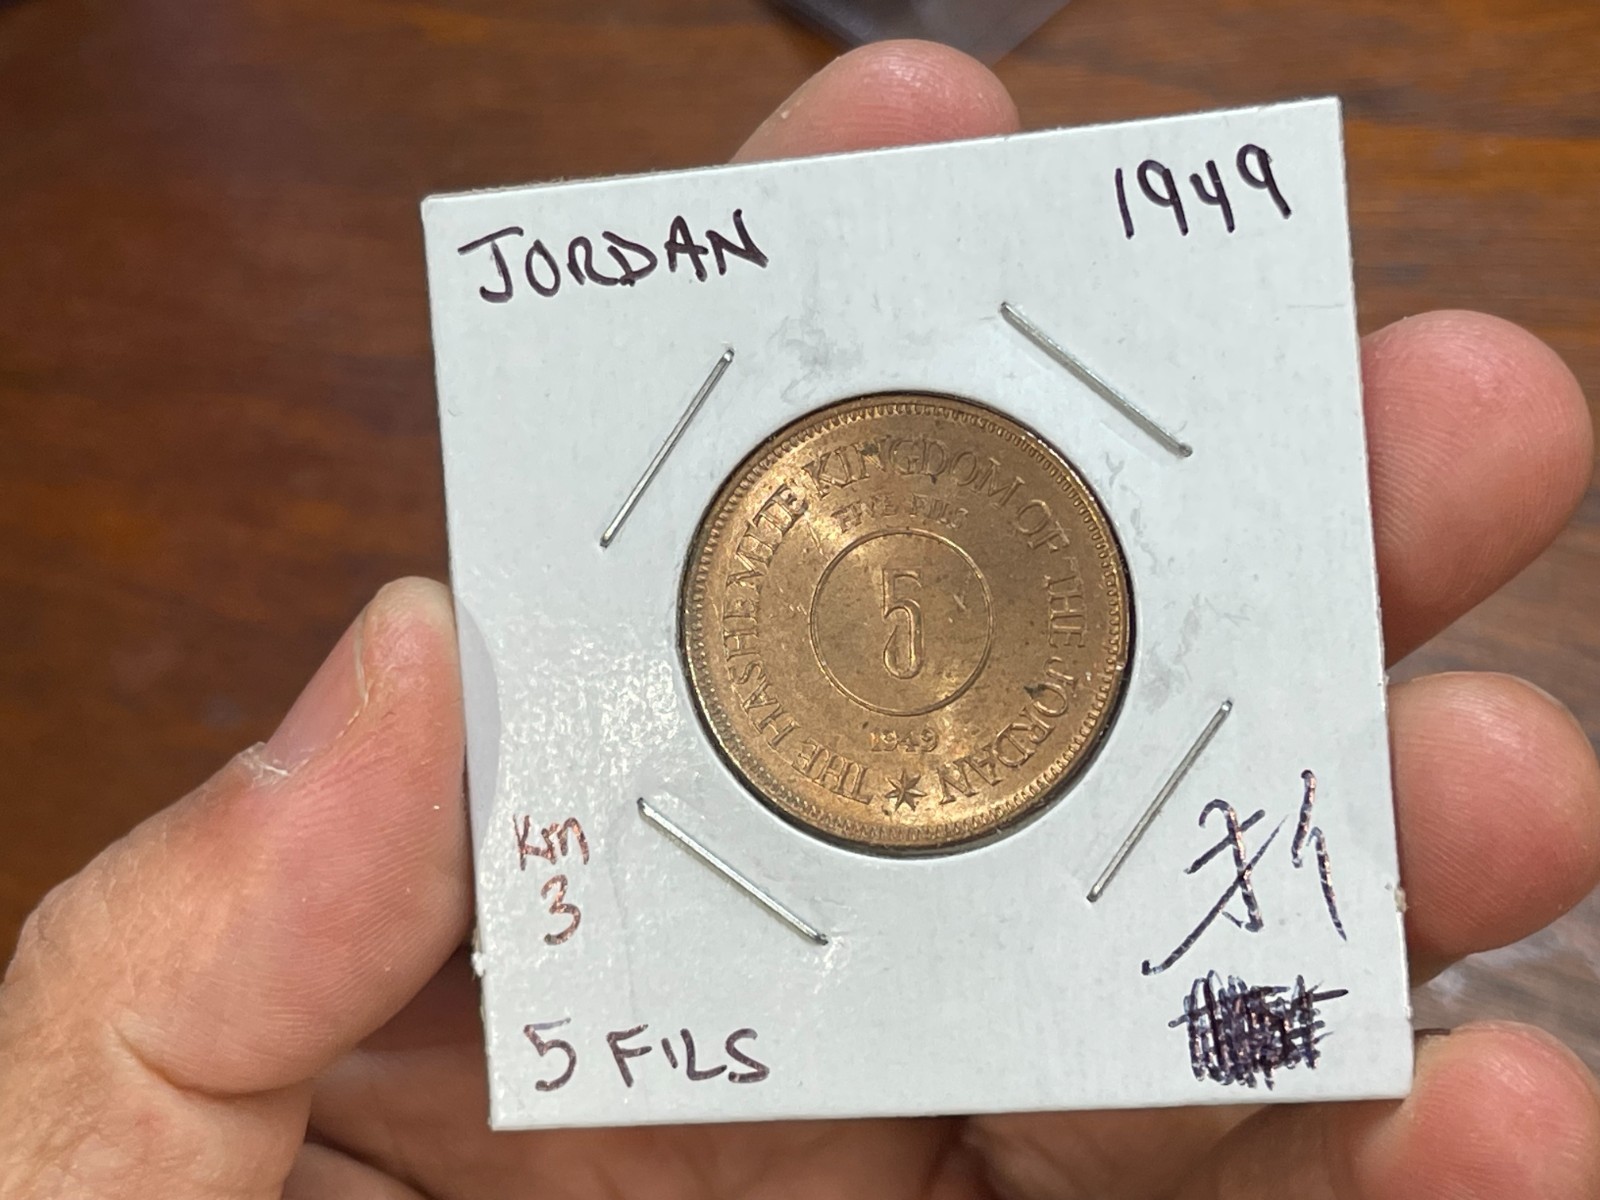 JORDAN
1949
THE HASHEMITE KINGDOM OF THE JORDAN
FIVE FILS
5
1949
Km
3
5 FILS